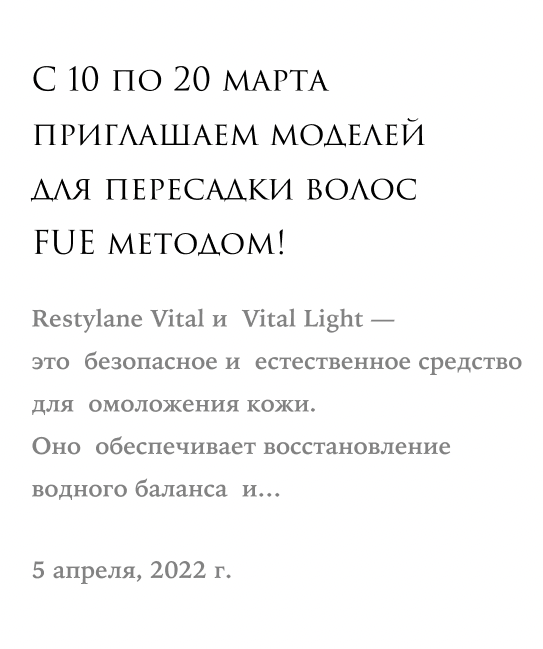 С 10 по 20 марта
приглашаем моделей
для пересадки волос
FUE методом!
Restylane Vital и Vital Light —
это безопасное и естественное средство
для омоложения кожи.
Оно обеспечивает восстановление
водного баланса и...
5 апреля, 2022 г.